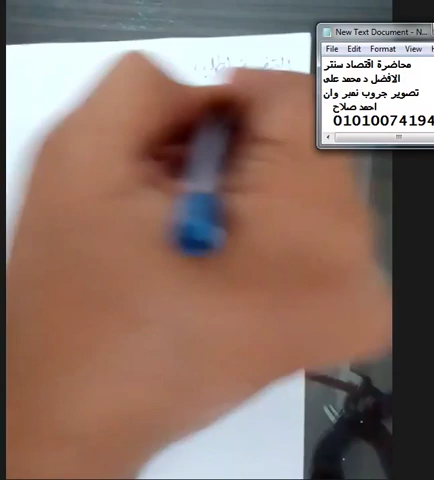 New Text Document - N...
File Edit Format View H
محاضرة اقتصاد سنتر
الافضل د محمد على
تصوير جروب نمبر وان
احمد صلاح
01010074194